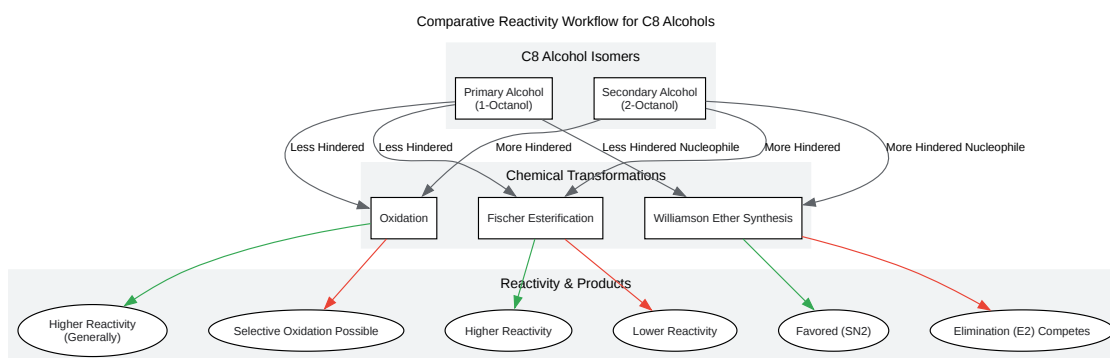 Comparative Reactivity Workflow for C8 Alcohols
C8 Alcohol Isomers
Primary Alcohol
(1-Octanol)
Secondary Alcohol
(2-Octanol)
Less Hindered
Less Hindered
More Hindered
Less Hindered Nucleophile
More Hindered
More Hindered Nucleophile
Chemical Transformations
Oxidation
Fischer Esterification
Williamson Ether Synthesis
Reactivity & Products
Higher Reactivity
(Generally)
Selective Oxidation Possible
Higher Reactivity
Lower Reactivity
Favored (SN2)
Elimination (E2) Competes